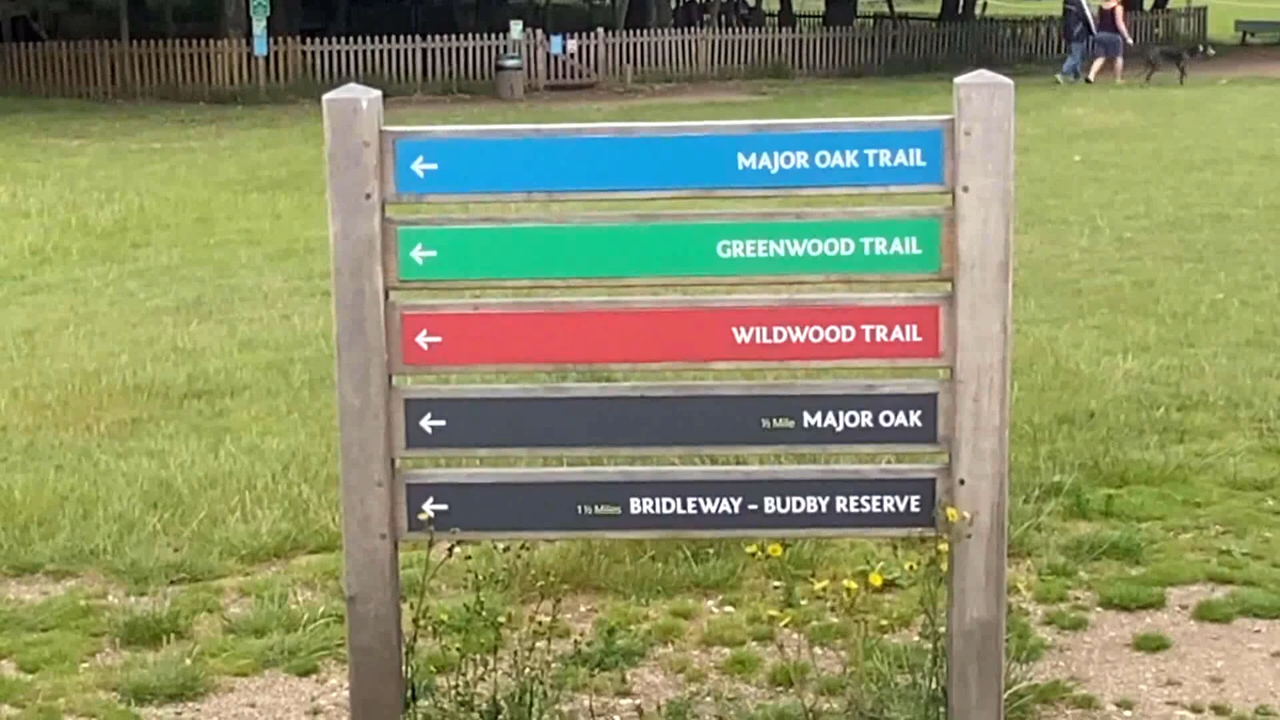 ← MAJOR OAK TRAIL
← GREENWOOD TRAIL
← WILDWOOD TRAIL
← ½ Mile MAJOR OAK
← 1½ Miles BRIDLEWAY – BUDBY RESERVE